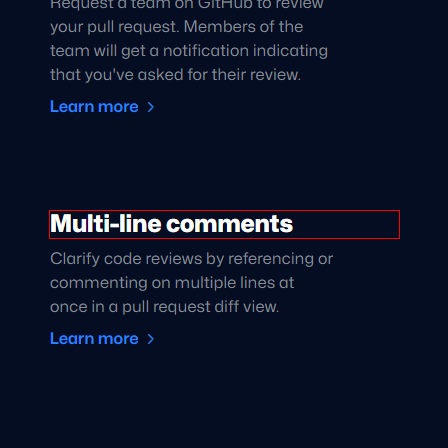 Request a team on GitHub to review
your pull request. Members of the
team will get a notification indicating
that you've asked for their review.
Learn more
Multi-line comments
Clarify code reviews by referencing or
commenting on multiple lines at
once in a pull request diff view.
Learn more